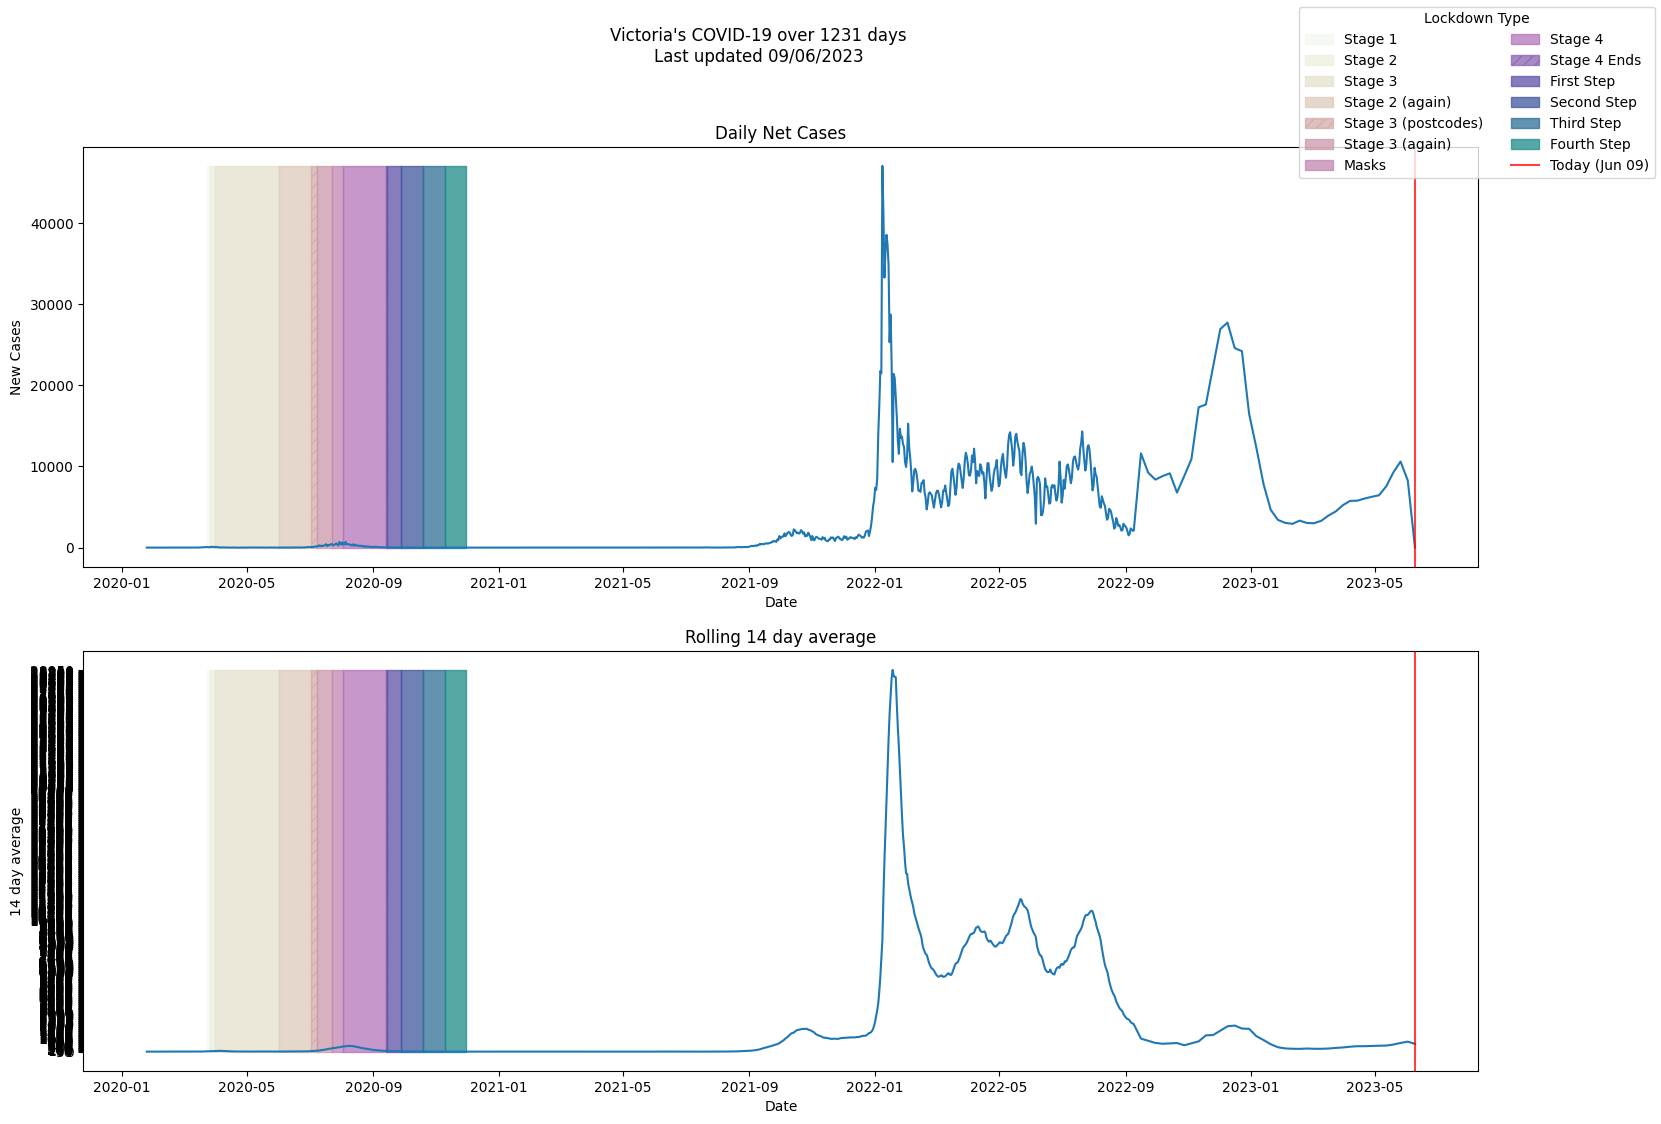 Victoria's COVID-19 over 1231 days
Last updated 09/06/2023
Lockdown Type
Stage 1
Stage 2
Stage 3
Stage 2 (again)
Stage 3 (postcodes)
Stage 3 (again)
Masks
Stage 4
Stage 4 Ends
First Step
Second Step
Third Step
Fourth Step
Today (Jun 09)
Daily Net Cases
New Cases
40000
30000
20000
10000
0
2020-01 2020-05 2020-09 2021-01 2021-05 2021-09 2022-01 2022-05 2022-09 2023-01 2023-05
Date
Rolling 14 day average
14 day average
2020-01 2020-05 2020-09 2021-01 2021-05 2021-09 2022-01 2022-05 2022-09 2023-01 2023-05
Date